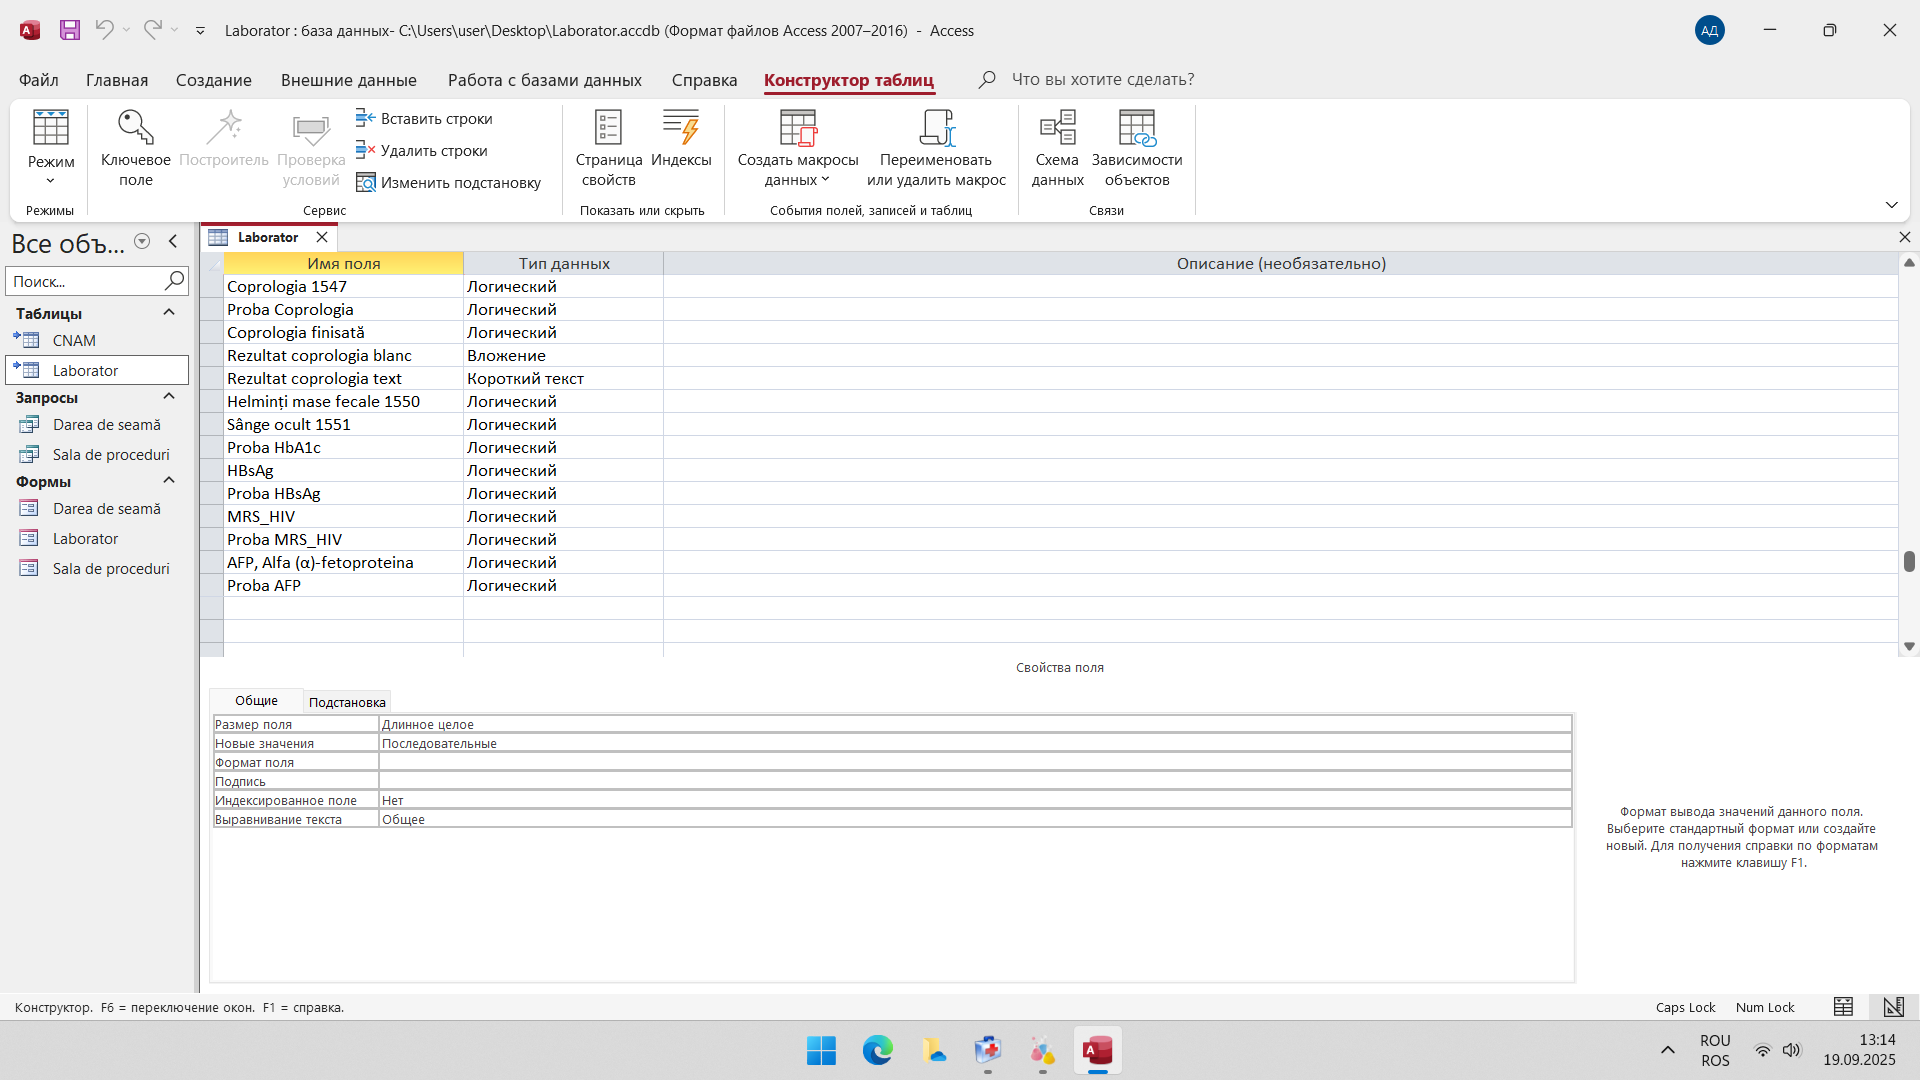 Laborator : база данных- C:\Users\user\Desktop\Laborator.accdb (Формат файлов Access 2007–2016)  -  Access
АД
Файл
Главная
Создание
Внешние данные
Работа с базами данных
Справка
Конструктор таблиц
Что вы хотите сделать?
Режим
Режимы
Ключевое
поле
Построитель
Проверка
условий
Вставить строки
Удалить строки
Изменить подстановку
Сервис
Страница
свойств
Индексы
Показать или скрыть
Создать макросы
данных
Переименовать
или удалить макрос
События полей, записей и таблиц
Схема
данных
Зависимости
объектов
Связи
Все объ...
Поиск...
Таблицы
CNAM
Laborator
Запросы
Darea de seamă
Sala de proceduri
Формы
Darea de seamă
Laborator
Sala de proceduri
Laborator
Имя поля Тип данных Описание (необязательно)
Coprologia 1547 Логический
Proba Coprologia Логический
Coprologia finisată Логический
Rezultat coprologia blanc Вложение
Rezultat coprologia text Короткий текст
Helminți mase fecale 1550 Логический
Sânge ocult 1551 Логический
Proba HbA1c Логический
HBsAg Логический
Proba HBsAg Логический
MRS_HIV Логический
Proba MRS_HIV Логический
AFP, Alfa (α)-fetoproteina Логический
Proba AFP Логический
Свойства поля
Общие
Подстановка
Размер поля Длинное целое
Новые значения Последовательные
Формат поля
Подпись
Индексированное поле Нет
Выравнивание текста Общее
Формат вывода значений данного поля.
Выберите стандартный формат или создайте
новый. Для получения справки по форматам
нажмите клавишу F1.
Конструктор.  F6 = переключение окон.  F1 = справка.
Caps Lock
Num Lock
ROU
ROS
13:14
19.09.2025